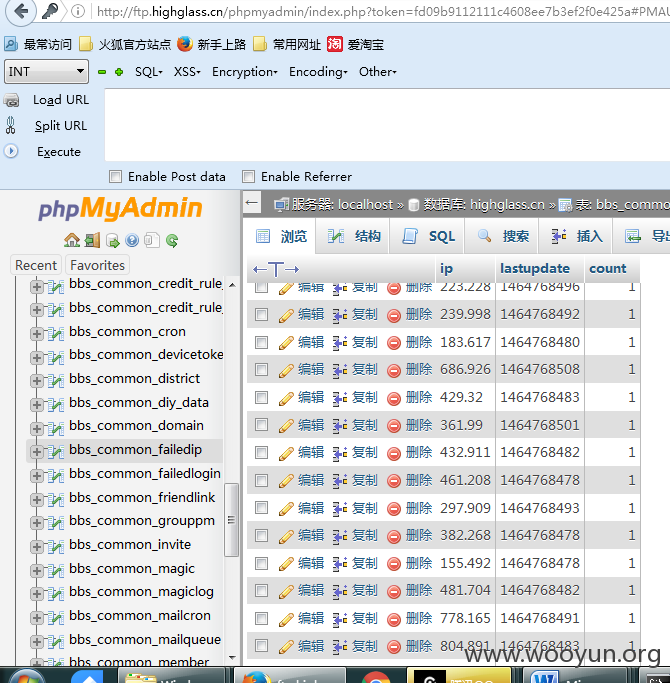 http://ftp.highglass.cn/phpmyadmin/index.php?token=fd09b9112111c4608ee7b3ef2f0e425a#PMAU
最常访问 火狐官方站点 新手上路 常用网址 爱淘宝
INT SQL XSS Encryption Encoding Other
Load URL
Split URL
Execute
Enable Post data Enable Referrer
phpMyAdmin
Recent Favorites
bbs_common_credit_rule_
bbs_common_credit_rule_
bbs_common_cron
bbs_common_devicetoke
bbs_common_district
bbs_common_diy_data
bbs_common_domain
bbs_common_failedip
bbs_common_failedlogin
bbs_common_friendlink
bbs_common_grouppm
bbs_common_invite
bbs_common_magic
bbs_common_magiclog
bbs_common_mailcron
bbs_common_mailqueue
bbs_common_member
服务器: localhost » 数据库: highglass.cn » 表: bbs_commo
浏览 结构 SQL 搜索 插入 导出
ip lastupdate count
编辑 复制 删除 223.228 1464768496 1
编辑 复制 删除 239.998 1464768492 1
编辑 复制 删除 183.617 1464768480 1
编辑 复制 删除 686.926 1464768508 1
编辑 复制 删除 429.32 1464768483 1
编辑 复制 删除 361.99 1464768501 1
编辑 复制 删除 432.911 1464768482 1
编辑 复制 删除 461.208 1464768478 1
编辑 复制 删除 297.909 1464768493 1
编辑 复制 删除 382.268 1464768478 1
编辑 复制 删除 155.492 1464768478 1
编辑 复制 删除 481.704 1464768482 1
编辑 复制 删除 778.165 1464768491 1
编辑 复制 删除 804.891 1464768483 1
www.wooyun.org